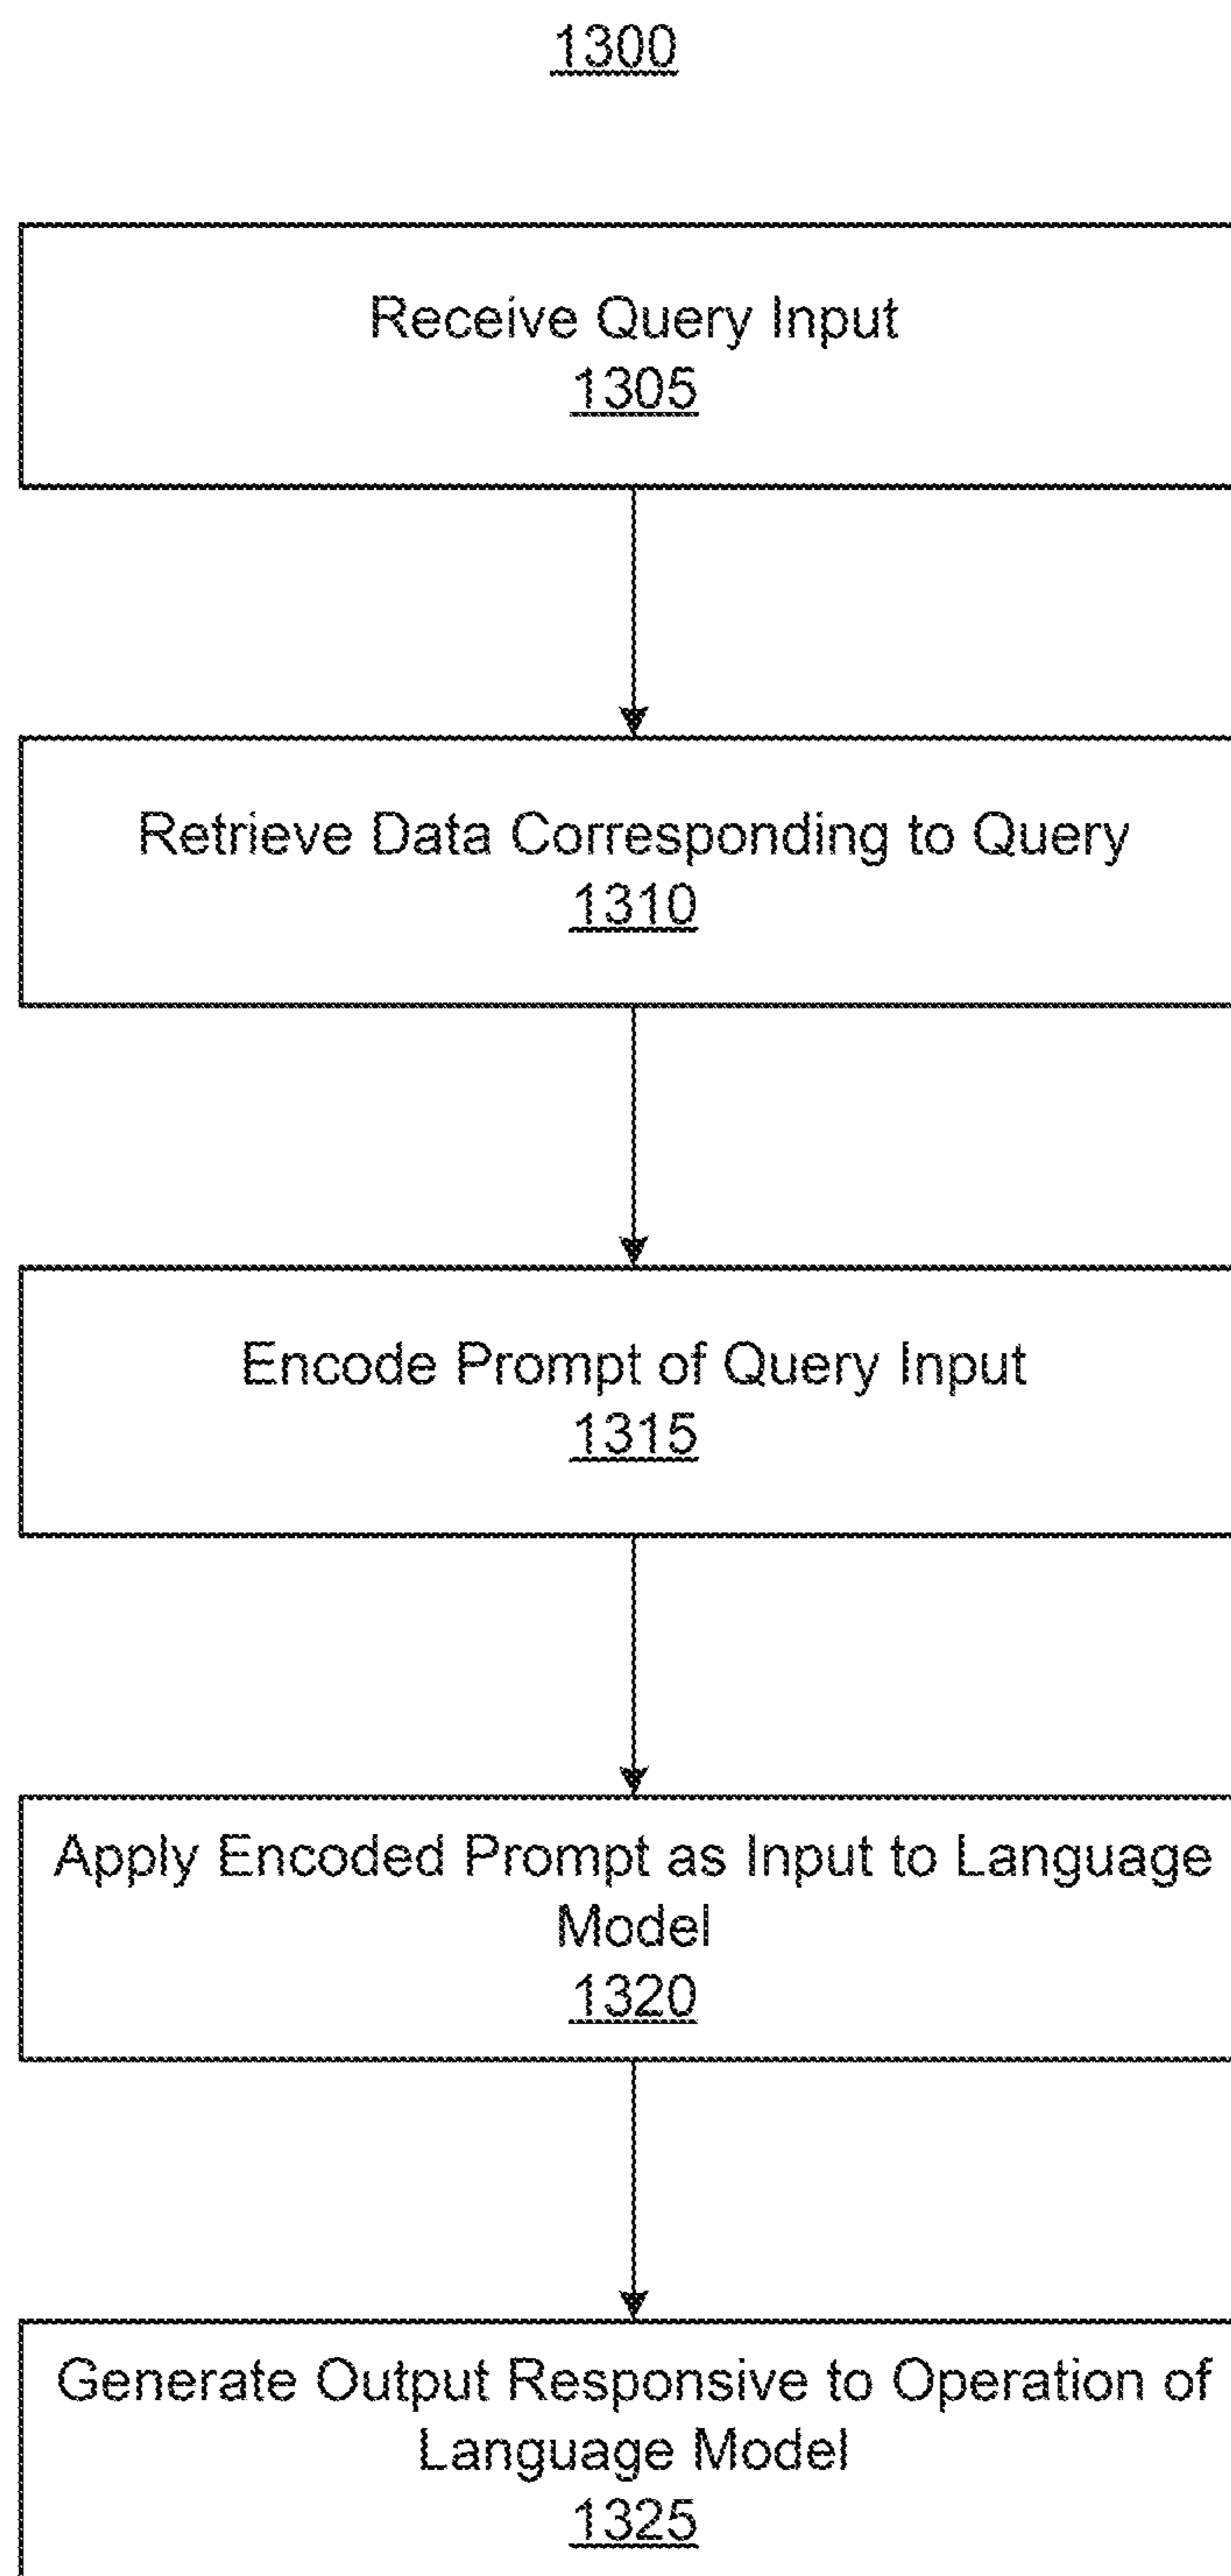 1300
Receive Query Input
1305
Retrieve Data Corresponding to Query
1310
Encode Prompt of Query Input
1315
Apply Encoded Prompt as Input to Language
Model
1320
Generate Output Responsive to Operation of
Language Model
1325